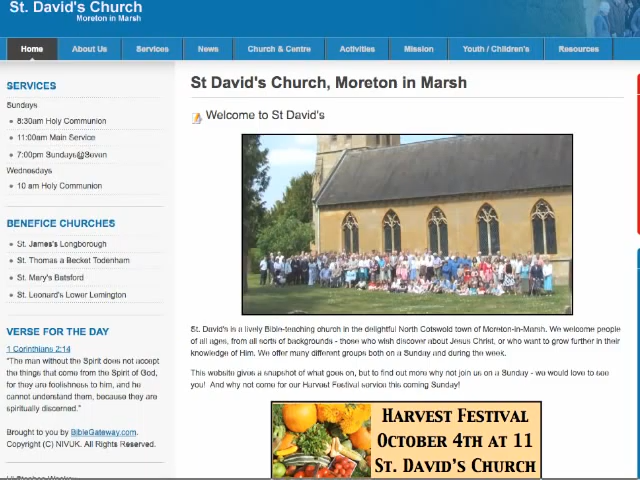 St. David's Church
Moreton in Marsh
Home About Us Services News Church & Centre Activities Mission Youth / Children's Resources
SERVICES
Sundays
8:30am Holy Communion
11:00am Main Service
7:00pm Sundays@Seven
Wednesdays
10 am Holy Communion
BENEFICE CHURCHES
St. James's Longborough
St. Thomas a Becket Todenham
St. Mary's Batsford
St. Leonard's Lower Lemington
VERSE FOR THE DAY
1 Corinthians 2:14
"The man without the Spirit does not accept
the things that come from the Spirit of God,
for they are foolishness to him, and he
cannot understand them, because they are
spiritually discerned."
Brought to you by BibleGateway.com.
Copyright (C) NIVUK. All Rights Reserved.
St David's Church, Moreton in Marsh
Welcome to St David's
St. David's is a lively Bible-teaching church in the delightful North Cotswold town of Moreton-in-Marsh. We welcome people
of all ages, from all sorts of backgrounds - those who wish discover about Jesus Christ, or who want to grow further in their
knowledge of Him. We offer many different groups both on a Sunday and during the week.
This website gives a snapshot of what goes on, but to find out more why not join us on a Sunday - we would love to see
you! And why not come for our Harvest Festival service this coming Sunday!
HARVEST FESTIVAL
OCTOBER 4TH AT 11
ST. DAVID'S CHURCH